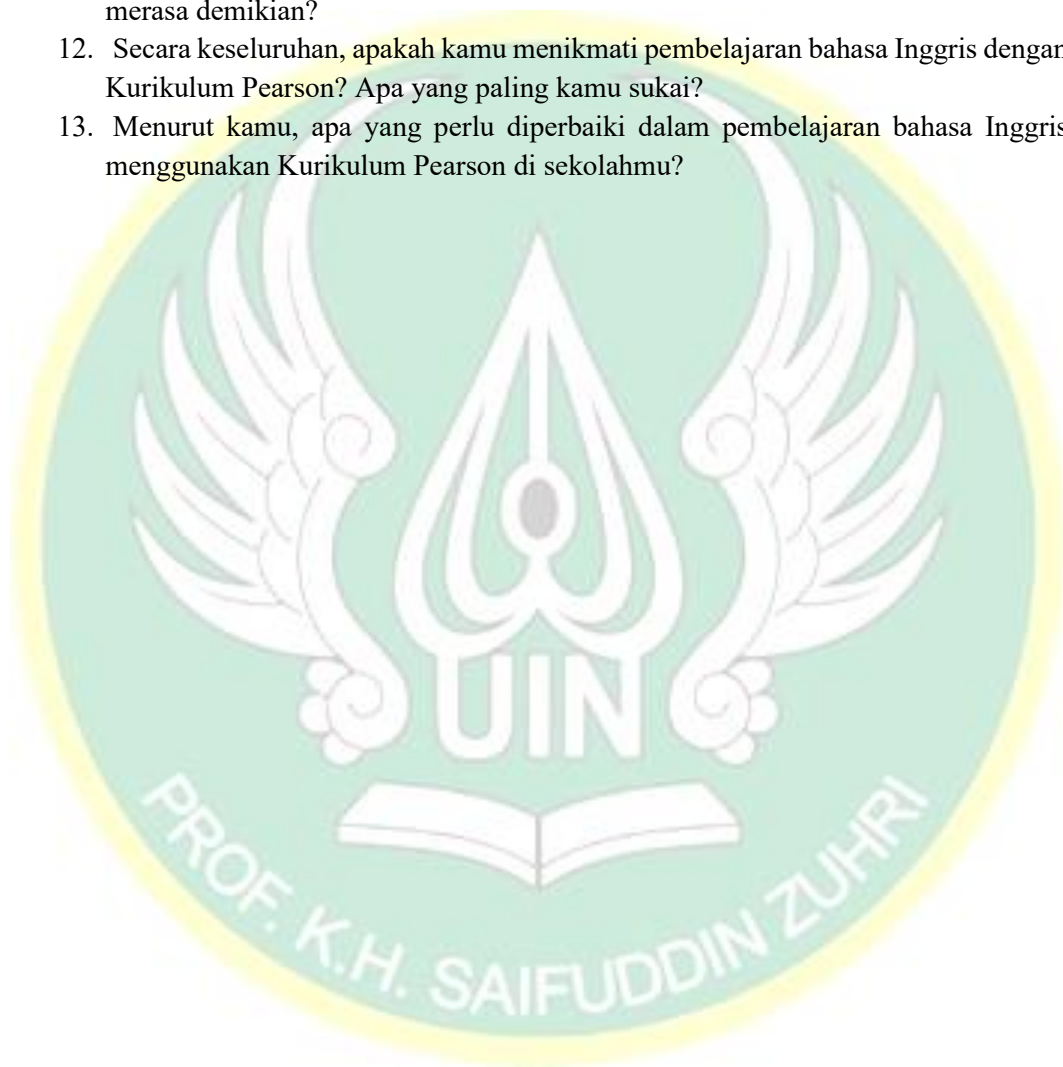 merasa demikian?
12. Secara keseluruhan, apakah kamu menikmati pembelajaran bahasa Inggris dengan
Kurikulum Pearson? Apa yang paling kamu sukai?
13. Menurut kamu, apa yang perlu diperbaiki dalam pembelajaran bahasa Inggris
menggunakan Kurikulum Pearson di sekolahmu?
UIN
PROF. K.H. SAIFUDDIN ZUHRI